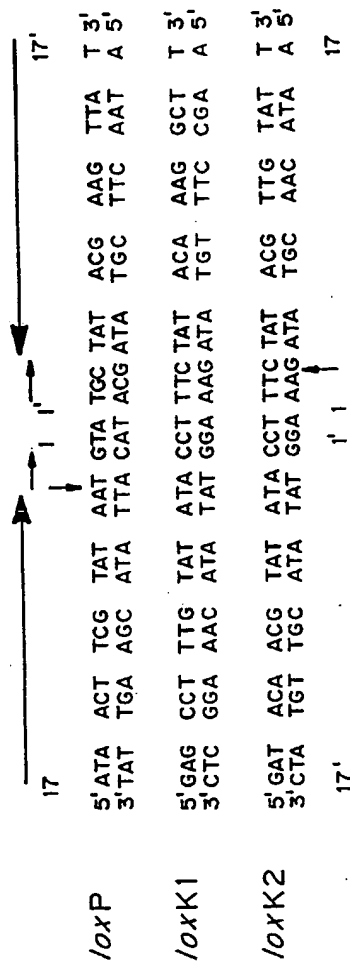 17 1 1' 17'
loxP 5'ATA ACT TCG TAT AAT GTA TGC TAT ACG AAG TTA T 3'
3'TAT TGA AGC ATA TTA CAT ACG ATA TGC TTC AAT A 5'
loxK1 5'GAG CCT TTG TAT ATA CCT TTC TAT ACA AAG GCT T 3'
3'CTC GGA AAC ATA TAT GGA AAG ATA TGT TTC CGA A 5'
loxK2 5'GAT ACA ACG TAT ATA CCT TTC TAT ACG TTG TAT T 3'
3'CTA TGT TGC ATA TAT GGA AAG ATA TGC AAC ATA A 5'
17' 1' 1 17